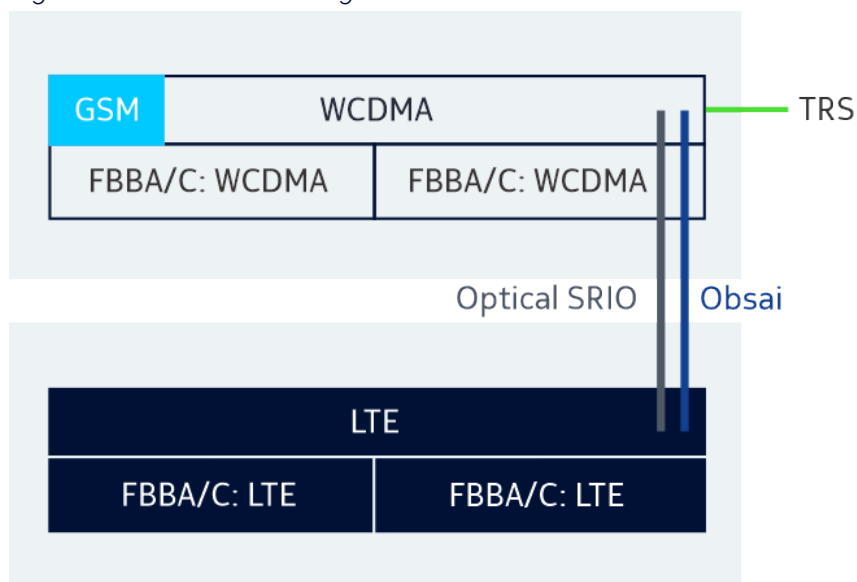 GSM WCDMA TRS
FBBA/C: WCDMA FBBA/C: WCDMA
Optical SRIO Obsai
LTE
FBBA/C: LTE FBBA/C: LTE